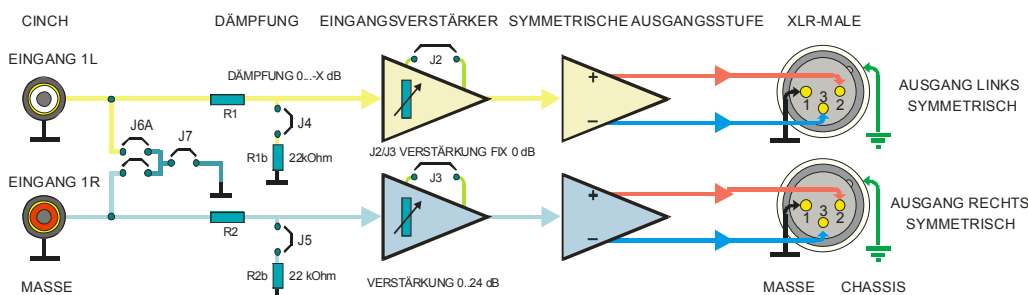 CINCH DÄMPFUNG EINGANGSVERSTÄRKER SYMMETRISCHE AUSGANGSSTUFE XLR-MALE
EINGANG 1L
DÄMPFUNG 0...-X dB
J2
+
−
R1
J4
J6A
J7
R1b 22kOhm
J2/J3 VERSTÄRKUNG FIX 0 dB
1 3 2
AUSGANG LINKS
SYMMETRISCH
EINGANG 1R
J3
+
−
R2
J5
R2b 22 kOhm
VERSTÄRKUNG 0..24 dB
1 3 2
AUSGANG RECHTS
SYMMETRISCH
MASSE MASSE CHASSIS